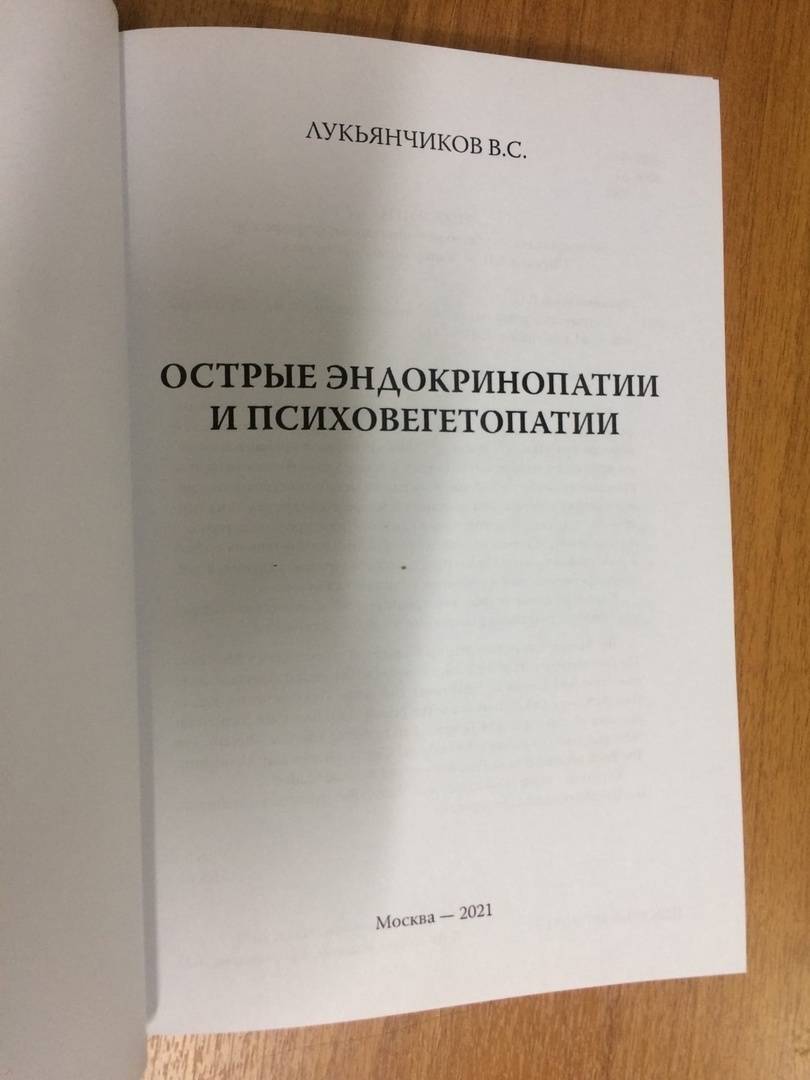 ЛУКЬЯНЧИКОВ В.С.
ОСТРЫЕ ЭНДОКРИНОПАТИИ
И ПСИХОВЕГЕТОПАТИИ
Москва — 2021